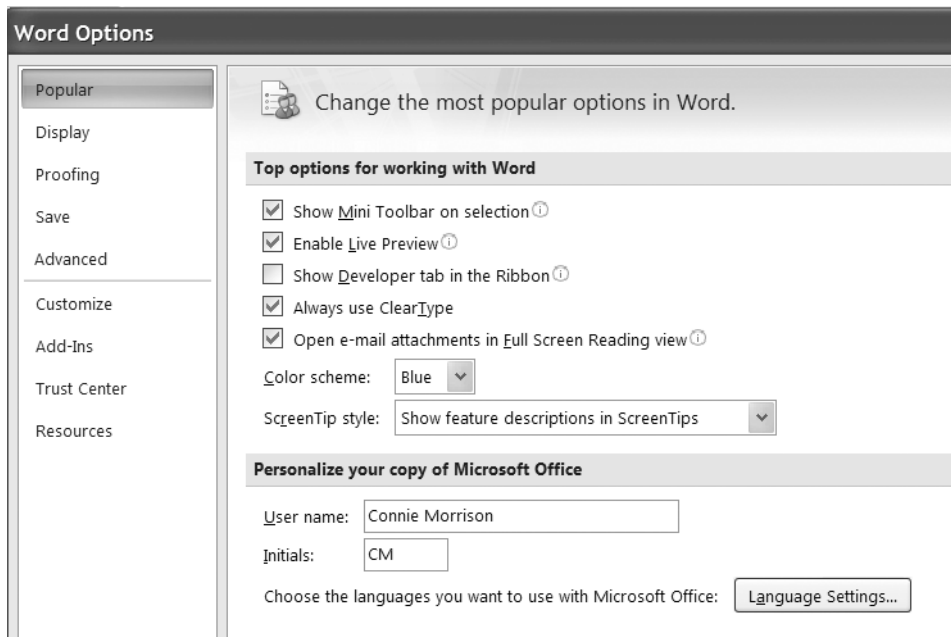 Word Options
Popular
Display
Proofing
Save
Advanced
Customize
Add-Ins
Trust Center
Resources
Change the most popular options in Word.
Top options for working with Word
Show Mini Toolbar on selection
Enable Live Preview
Show Developer tab in the Ribbon
Always use ClearType
Open e-mail attachments in Full Screen Reading view
Color scheme: Blue
ScreenTip style: Show feature descriptions in ScreenTips
Personalize your copy of Microsoft Office
User name: Connie Morrison
Initials: CM
Choose the languages you want to use with Microsoft Office: Language Settings...